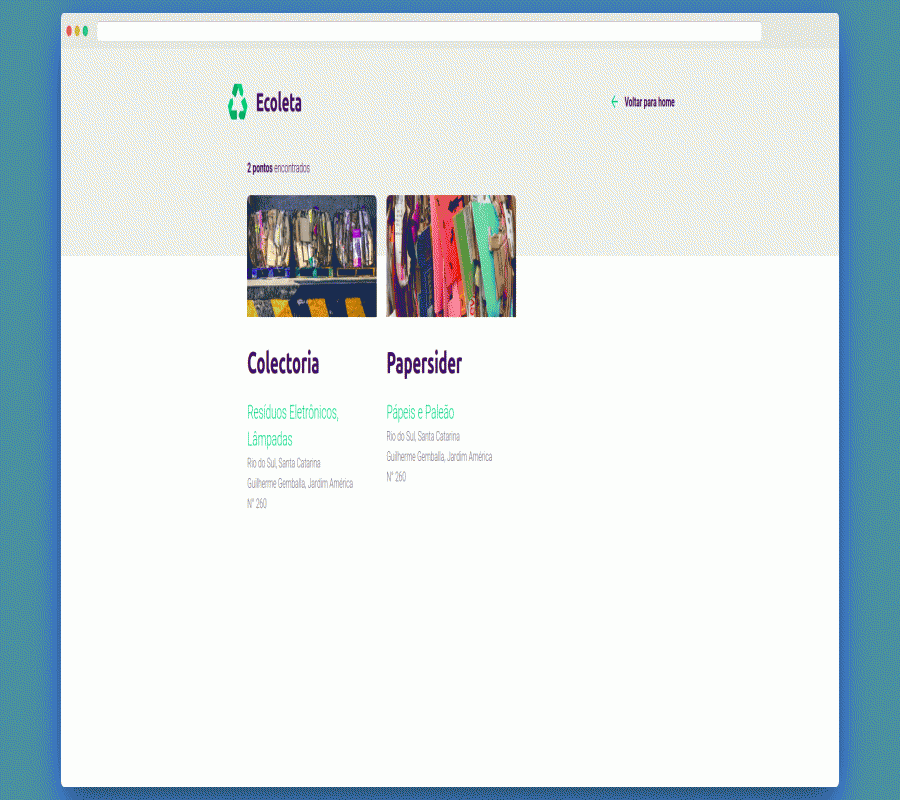 Ecoleta
Voltar para home
2 pontos encontrados
Colectoria
Papersider
Resíduos Eletrônicos,
Lâmpadas
Rio do Sul, Santa Catarina
Guilherme Gemballa, Jardim América
N° 260
Pápeis e Paleão
Rio do Sul, Santa Catarina
Guilherme Gemballa, Jardim América
N° 260